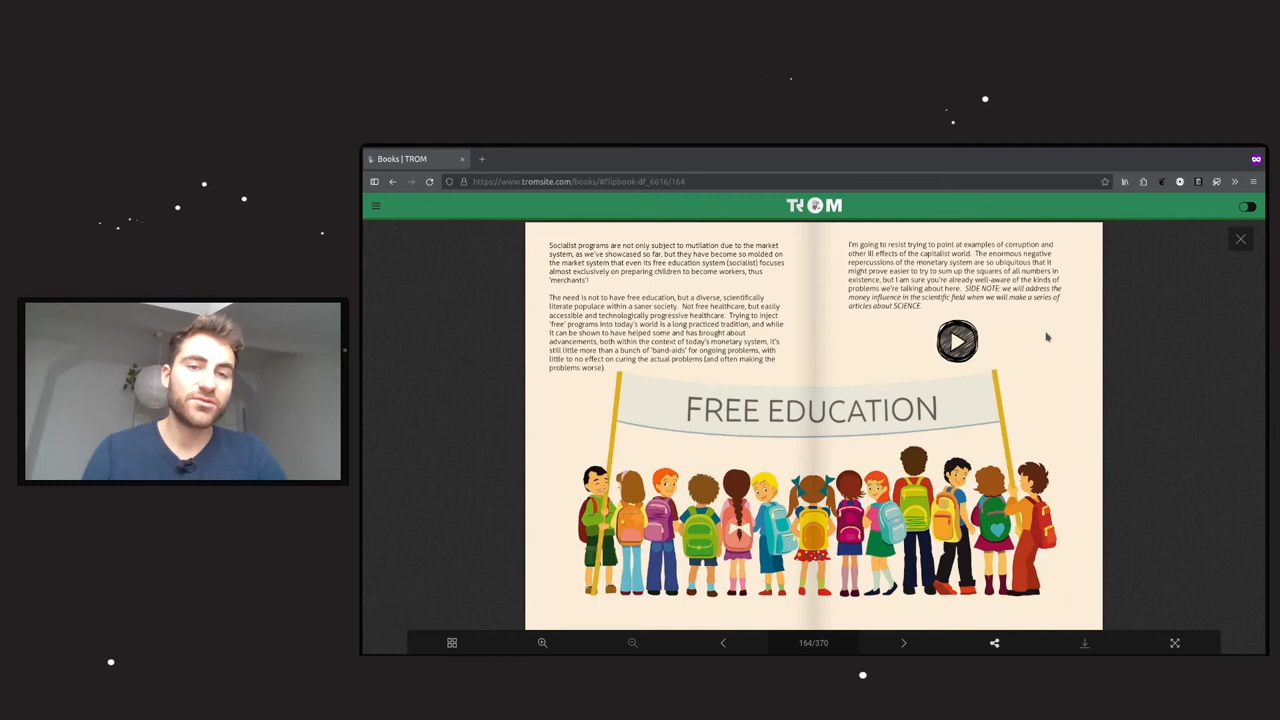 Books | TROM
https://www.tromsite.com/books/#flipbook-df_6616/164
TROM
Socialist programs are not only subject to mutilation due to the market
system, as we've showcased so far, but they have become so molded on
the market system that even its free education system (socialist) focuses
almost exclusively on preparing children to become workers, thus
'merchants'!
The need is not to have free education, but a diverse, scientifically
literate populace within a saner society. Not free healthcare, but easily
accessible and technologically progressive healthcare. Trying to inject
'free' programs into today's world is a long practiced tradition, and while
it can be shown to have helped some and has brought about
advancements, both within the context of today's monetary system, it's
still little more than a bunch of 'band-aids' for ongoing problems, with
little to no effect on curing the actual problems (and often making the
problems worse).
I'm going to resist trying to point at examples of corruption and
other ill effects of the capitalist world. The enormous negative
repercussions of the monetary system are so ubiquitous that it
might prove easier to try to sum up the squares of all numbers in
existence, but I am sure you're already well-aware of the kinds of
problems we're talking about here. SIDE NOTE: we will address the
money influence in the scientific field when we will make a series of
articles about SCIENCE.
FREE EDUCATION
164/370